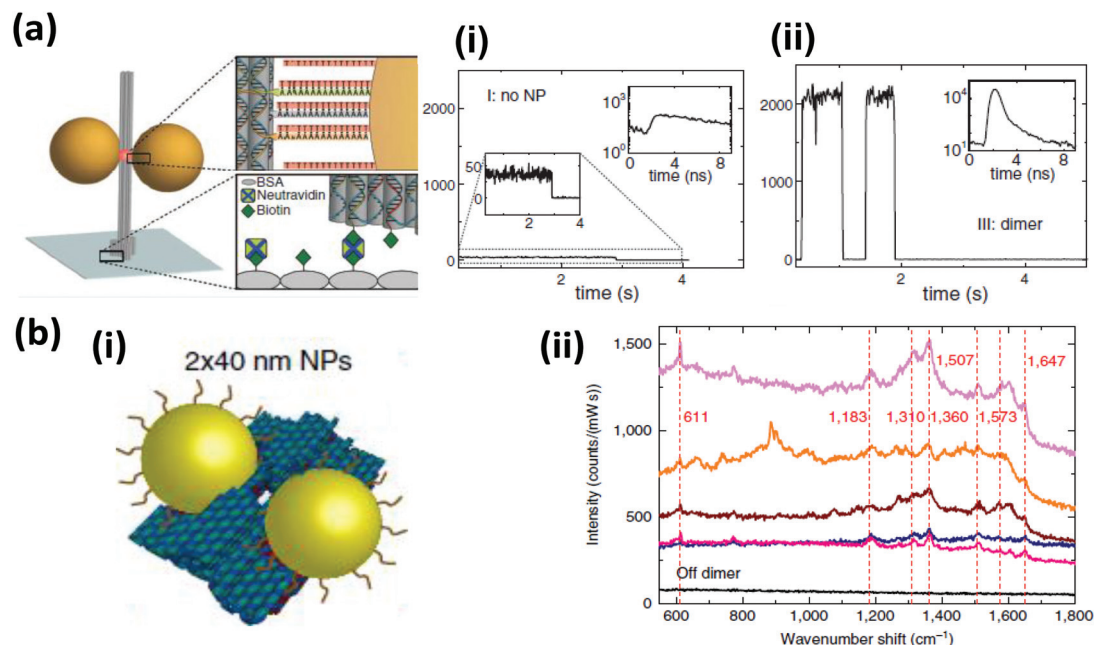 (a)
BSA
Neutravidin
Biotin
(i)
2000
1000
0
I: no NP
50
0
2 3 4
10³
10¹
10⁰
0 4 8
time (ns)
2 4
time (s)
(ii)
2000
1000
0
10⁴
10¹
0 4 8
time (ns)
III: dimer
2 4
time (s)
(b)
(i)
2x40 nm NPs
(ii)
Intensity (counts/(mW s))
1,500
1,000
500
0
611
1,183
1,310
1,360
1,507
1,573
1,647
Off dimer
600 800 1,000 1,200 1,400 1,600 1,800
Wavenumber shift (cm⁻¹)